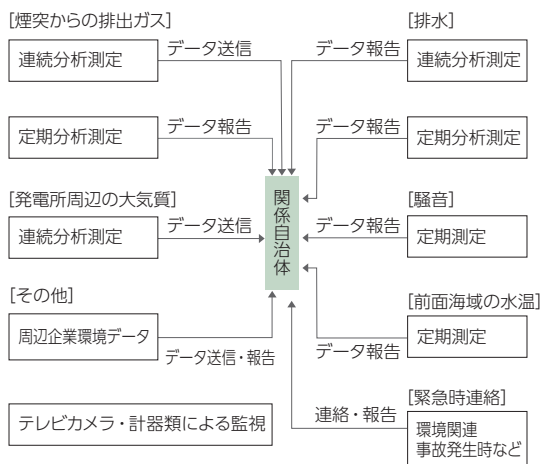 [煙突からの排出ガス]
連続分析測定
データ送信
定期分析測定
データ報告
[発電所周辺の大気質]
連続分析測定
データ送信
[その他]
周辺企業環境データ
データ送信・報告
テレビカメラ・計器類による監視
関係自治体
[排水]
データ報告
連続分析測定
データ報告
定期分析測定
[騒音]
データ報告
定期測定
[前面海域の水温]
定期測定
データ報告
[緊急時連絡]
連絡・報告
環境関連
事故発生時など